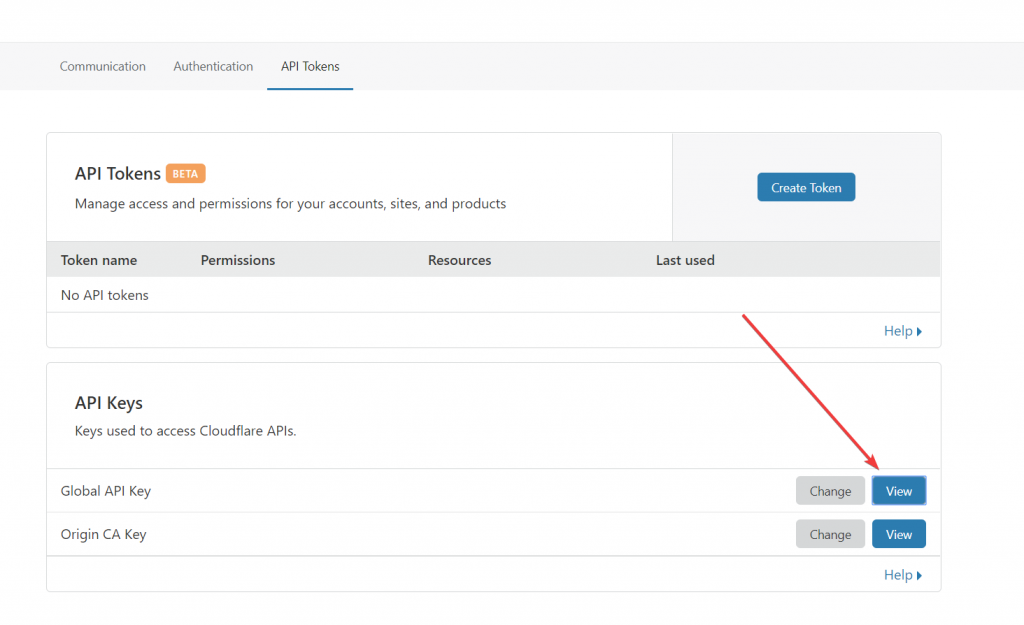 Communication Authentication API Tokens
API Tokens BETA
Manage access and permissions for your accounts, sites, and products
Create Token
Token name Permissions Resources Last used
No API tokens
Help
API Keys
Keys used to access Cloudflare APIs.
Global API Key Change View
Origin CA Key Change View
Help